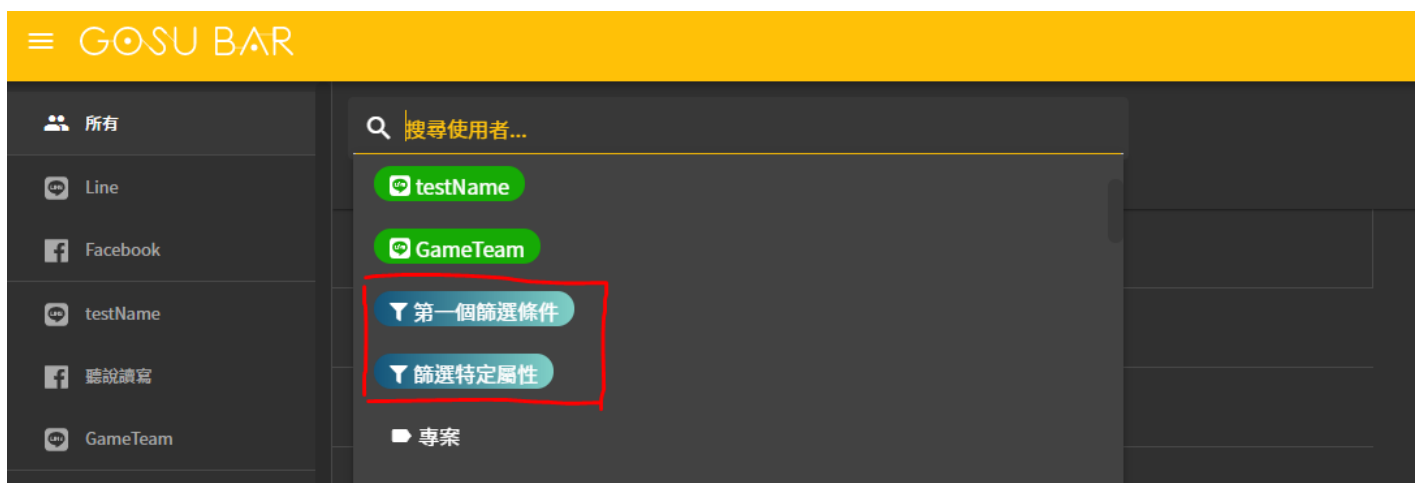 GOSU BAR
所有
Line
Facebook
testName
聽說讀寫
GameTeam
搜尋使用者...
testName
GameTeam
第一個篩選條件
篩選特定屬性
專案